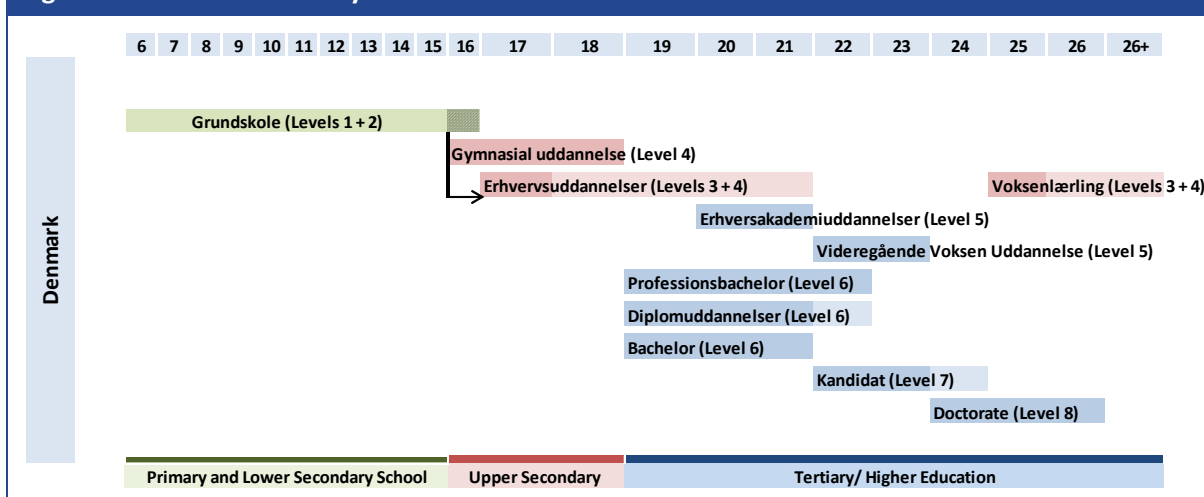 6 7 8 9 10 11 12 13 14 15 16 17 18 19 20 21 22 23 24 25 26 26+
Denmark
Grundskole (Levels 1 + 2)
Gymnasial uddannelse (Level 4)
Erhvervsuddannelser (Levels 3 + 4) Voksenlærling (Levels 3 + 4)
Erhversakademiuddannelser (Level 5)
Videregående Voksen Uddannelse (Level 5)
Professionsbachelor (Level 6)
Diplomuddannelser (Level 6)
Bachelor (Level 6)
Kandidat (Level 7)
Doctorate (Level 8)
Primary and Lower Secondary School Upper Secondary Tertiary/ Higher Education